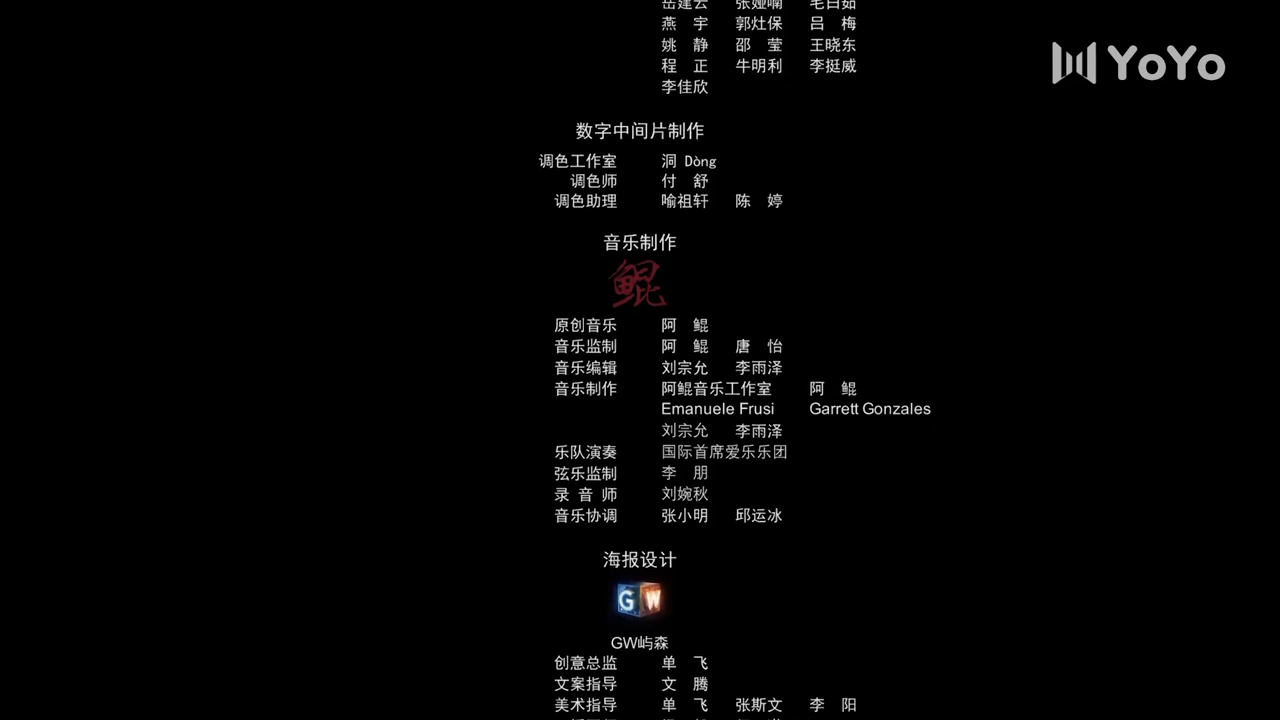 岳建云 张娅喃 毛白茹
燕 宇 郭灶保 吕 梅
YoYo
姚 静 邵 莹 王晓东
程 正 牛明利 李挺威
李佳欣
数字中间片制作
调色工作室 洞 Dòng
调色师 付 舒
调色助理 喻祖轩 陈 婷
音乐制作
鲲
原创音乐 阿 鲲
音乐监制 阿 鲲 唐 怡
音乐编辑 刘宗允 李雨泽
音乐制作 阿鲲音乐工作室 阿 鲲
Emanuele Frusi Garrett Gonzales
刘宗允 李雨泽
乐队演奏 国际首席爱乐乐团
弦乐监制 李 朋
录 音 师 刘婉秋
音乐协调 张小明 邱运冰
海报设计
GW
GW屿森
创意总监 单 飞
文案指导 文 腾
美术指导 单 飞 张斯文 李 阳